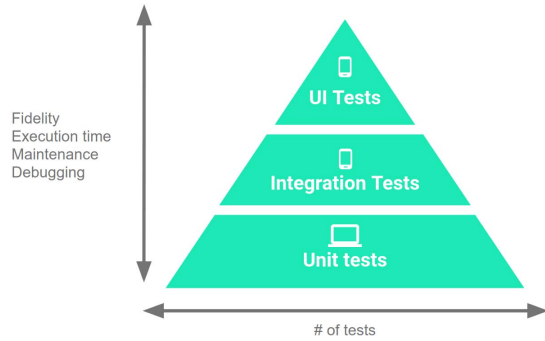 Fidelity
Execution time
Maintenance
Debugging
UI Tests
Integration Tests
Unit tests
# of tests